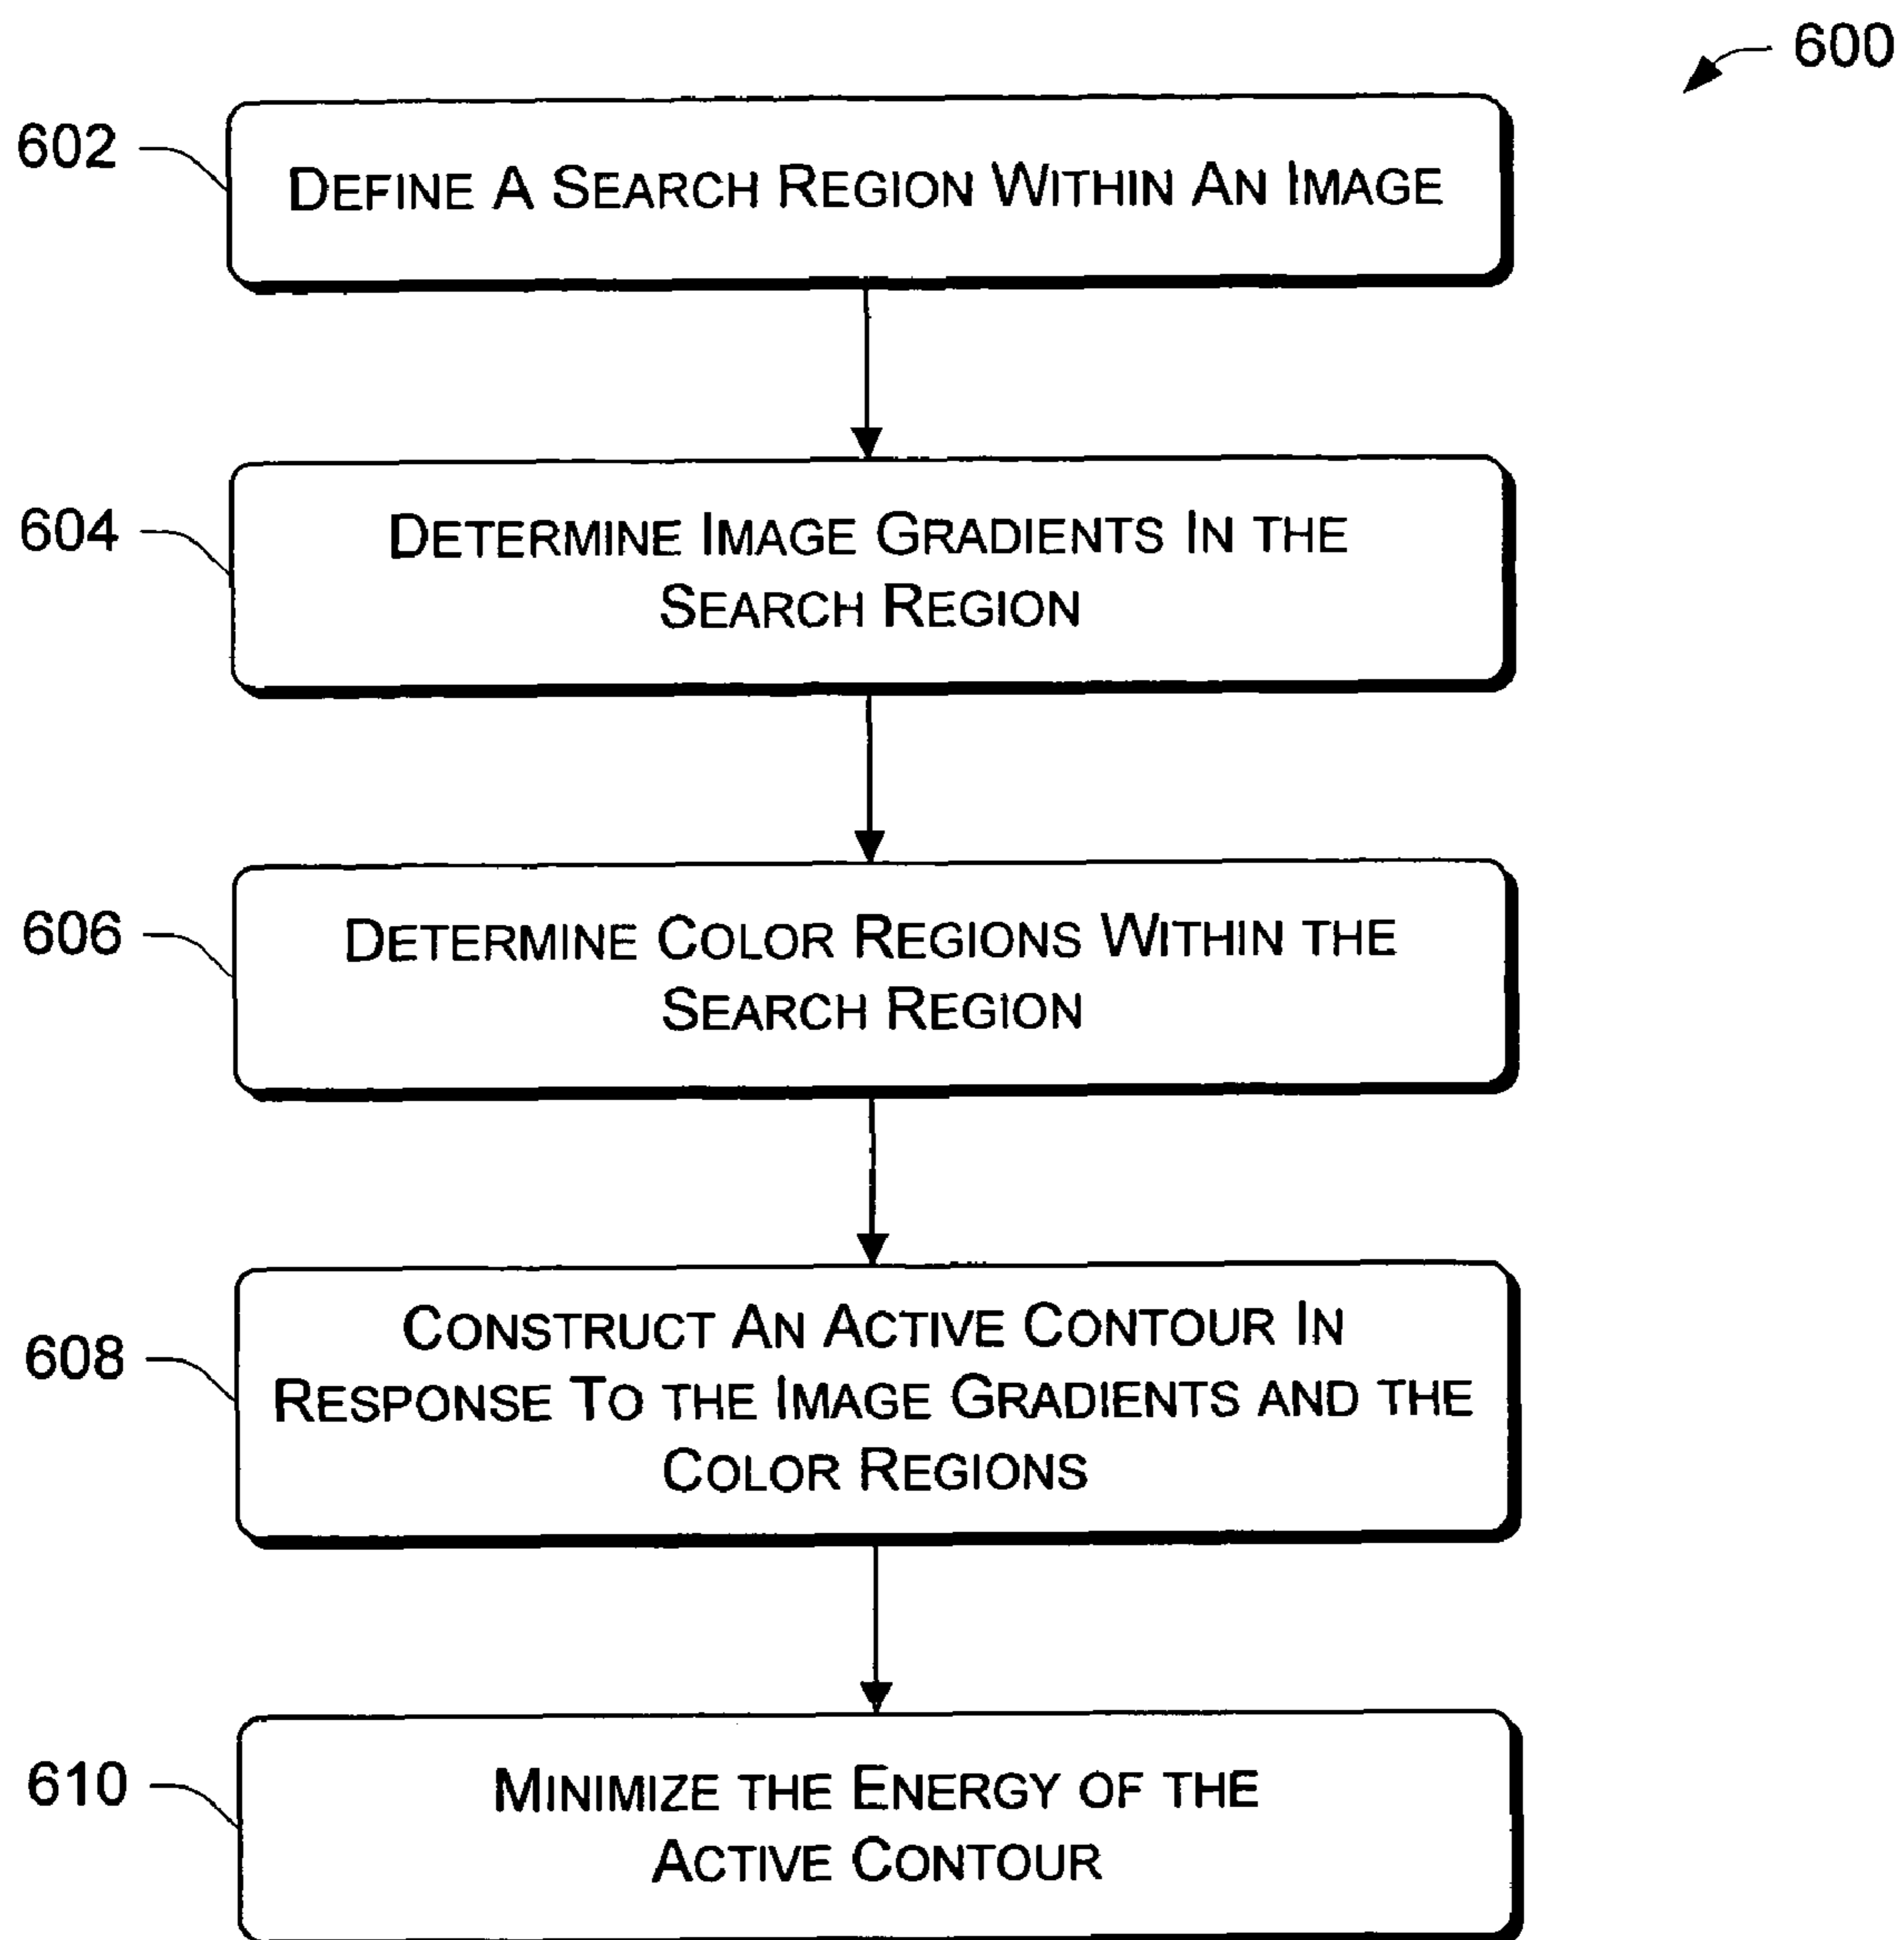 600
602
DEFINE A SEARCH REGION WITHIN AN IMAGE
604
DETERMINE IMAGE GRADIENTS IN THE
SEARCH REGION
606
DETERMINE COLOR REGIONS WITHIN THE
SEARCH REGION
608
CONSTRUCT AN ACTIVE CONTOUR IN
RESPONSE TO THE IMAGE GRADIENTS AND THE
COLOR REGIONS
610
MINIMIZE THE ENERGY OF THE
ACTIVE CONTOUR